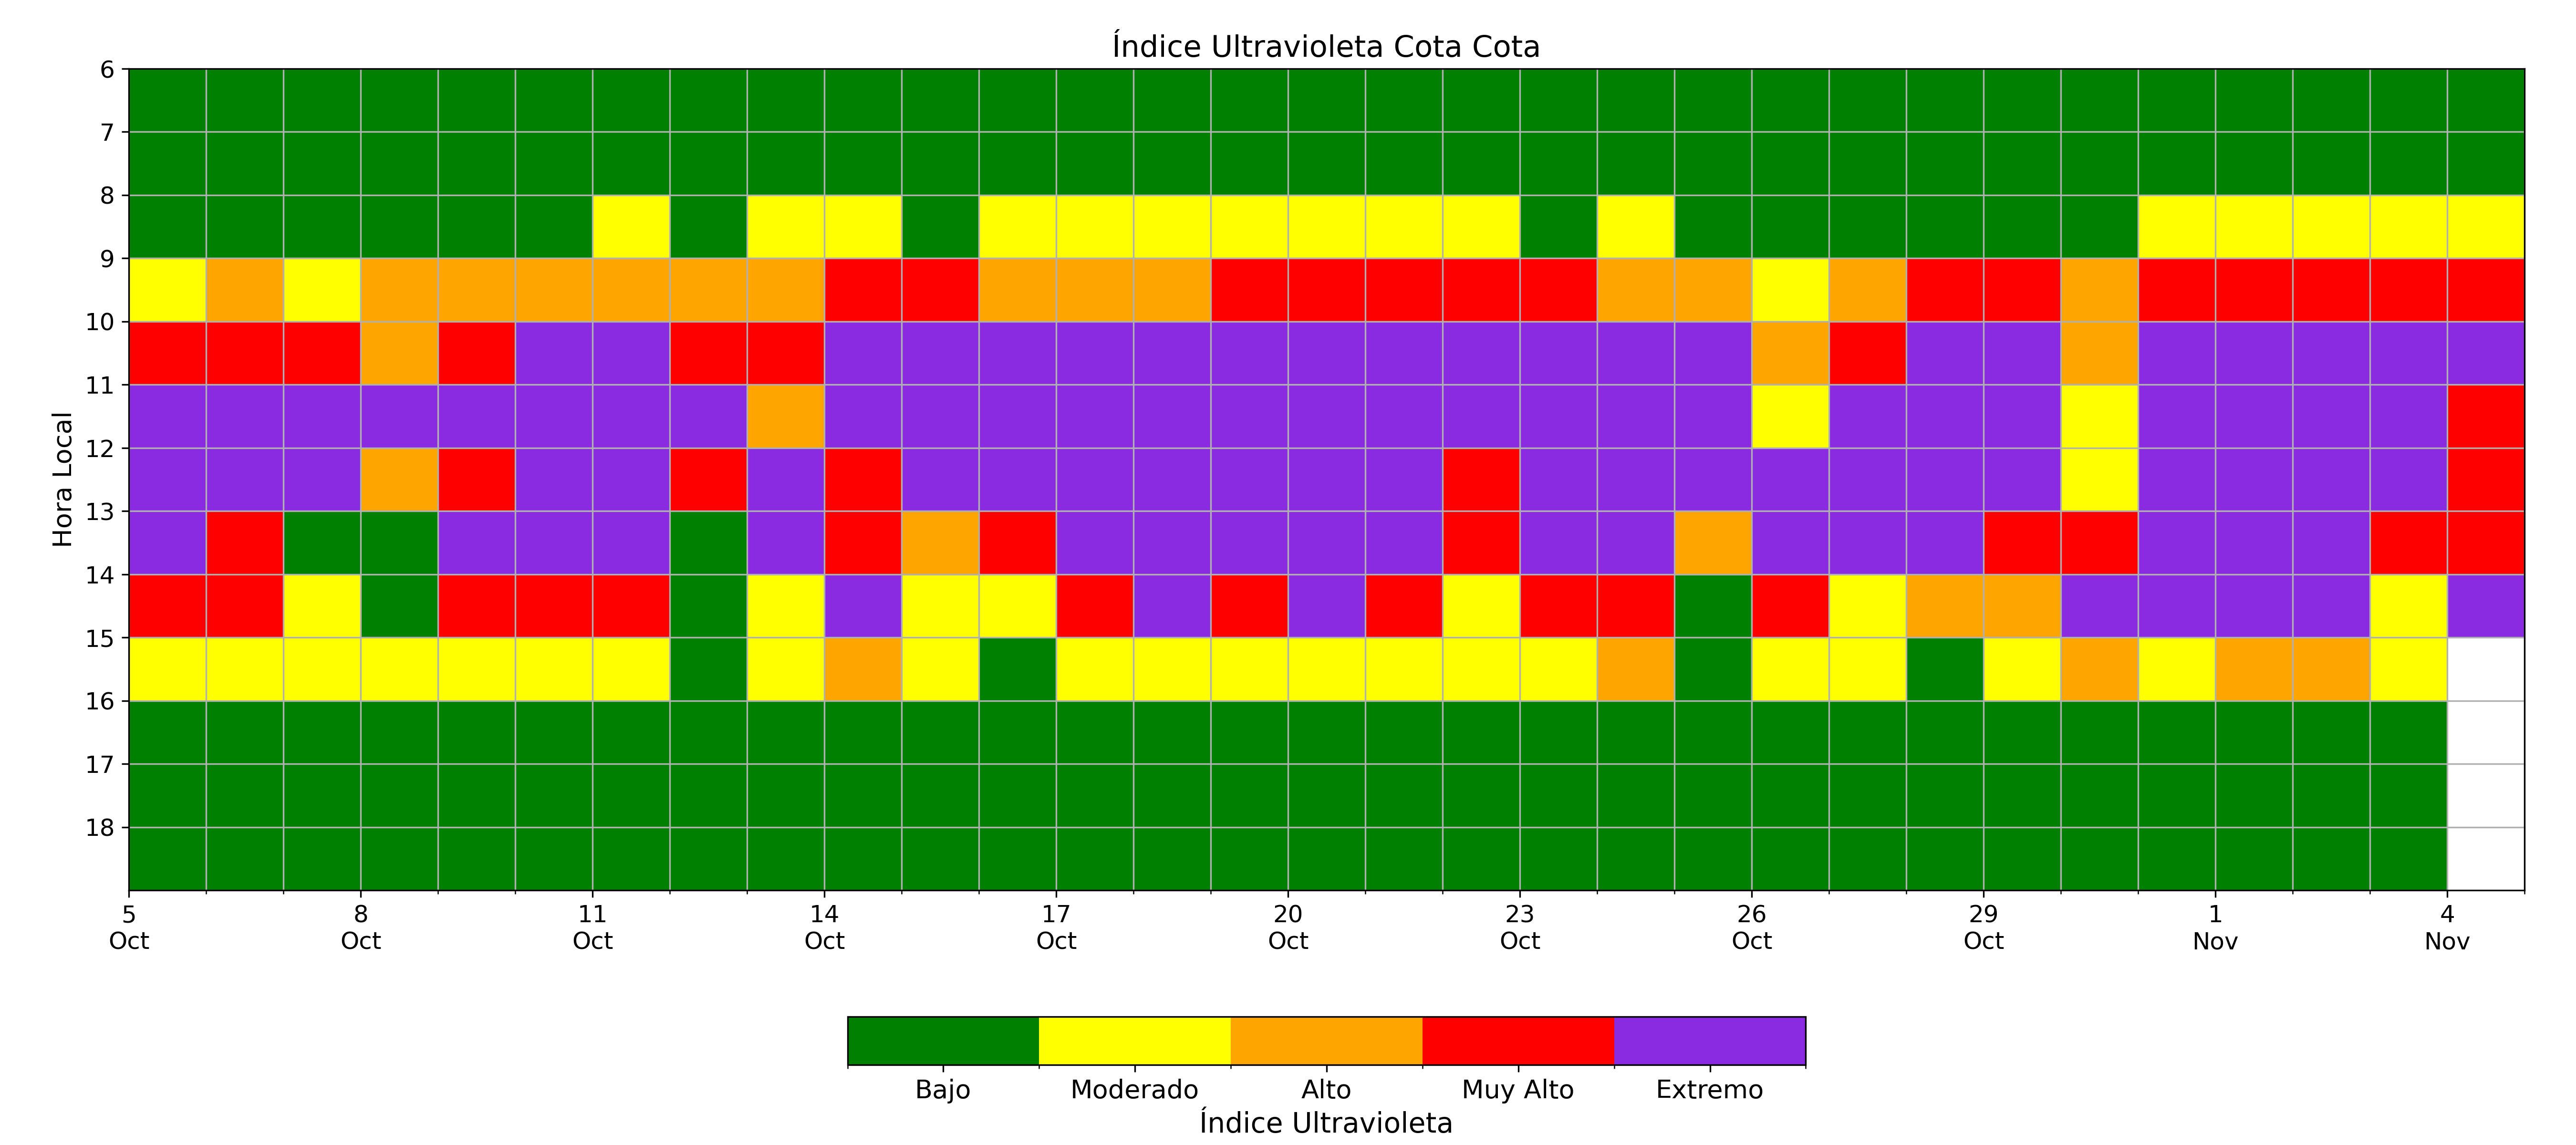 Índice Ultravioleta Cota Cota
Hora Local
6
7
8
9
10
11
12
13
14
15
16
17
18
5 8 11 14 17 20 23 26 29 1 4
Oct Oct Oct Oct Oct Oct Oct Oct Oct Nov Nov
Bajo Moderado Alto Muy Alto Extremo
Índice Ultravioleta